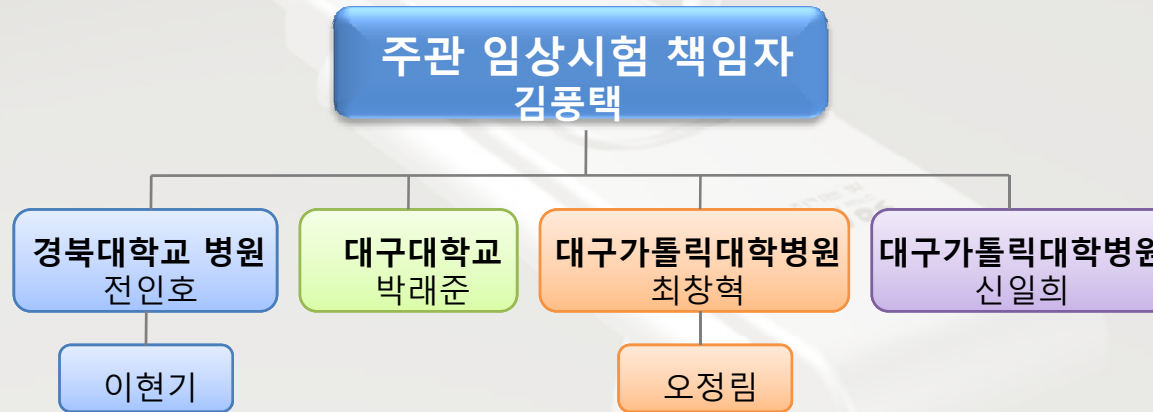 주관 임상시험 책임자
김풍택
경북대학교 병원
전인호
대구대학교
박래준
대구가톨릭대학병원
최창혁
대구가톨릭대학병원
신일희
이현기
오정림